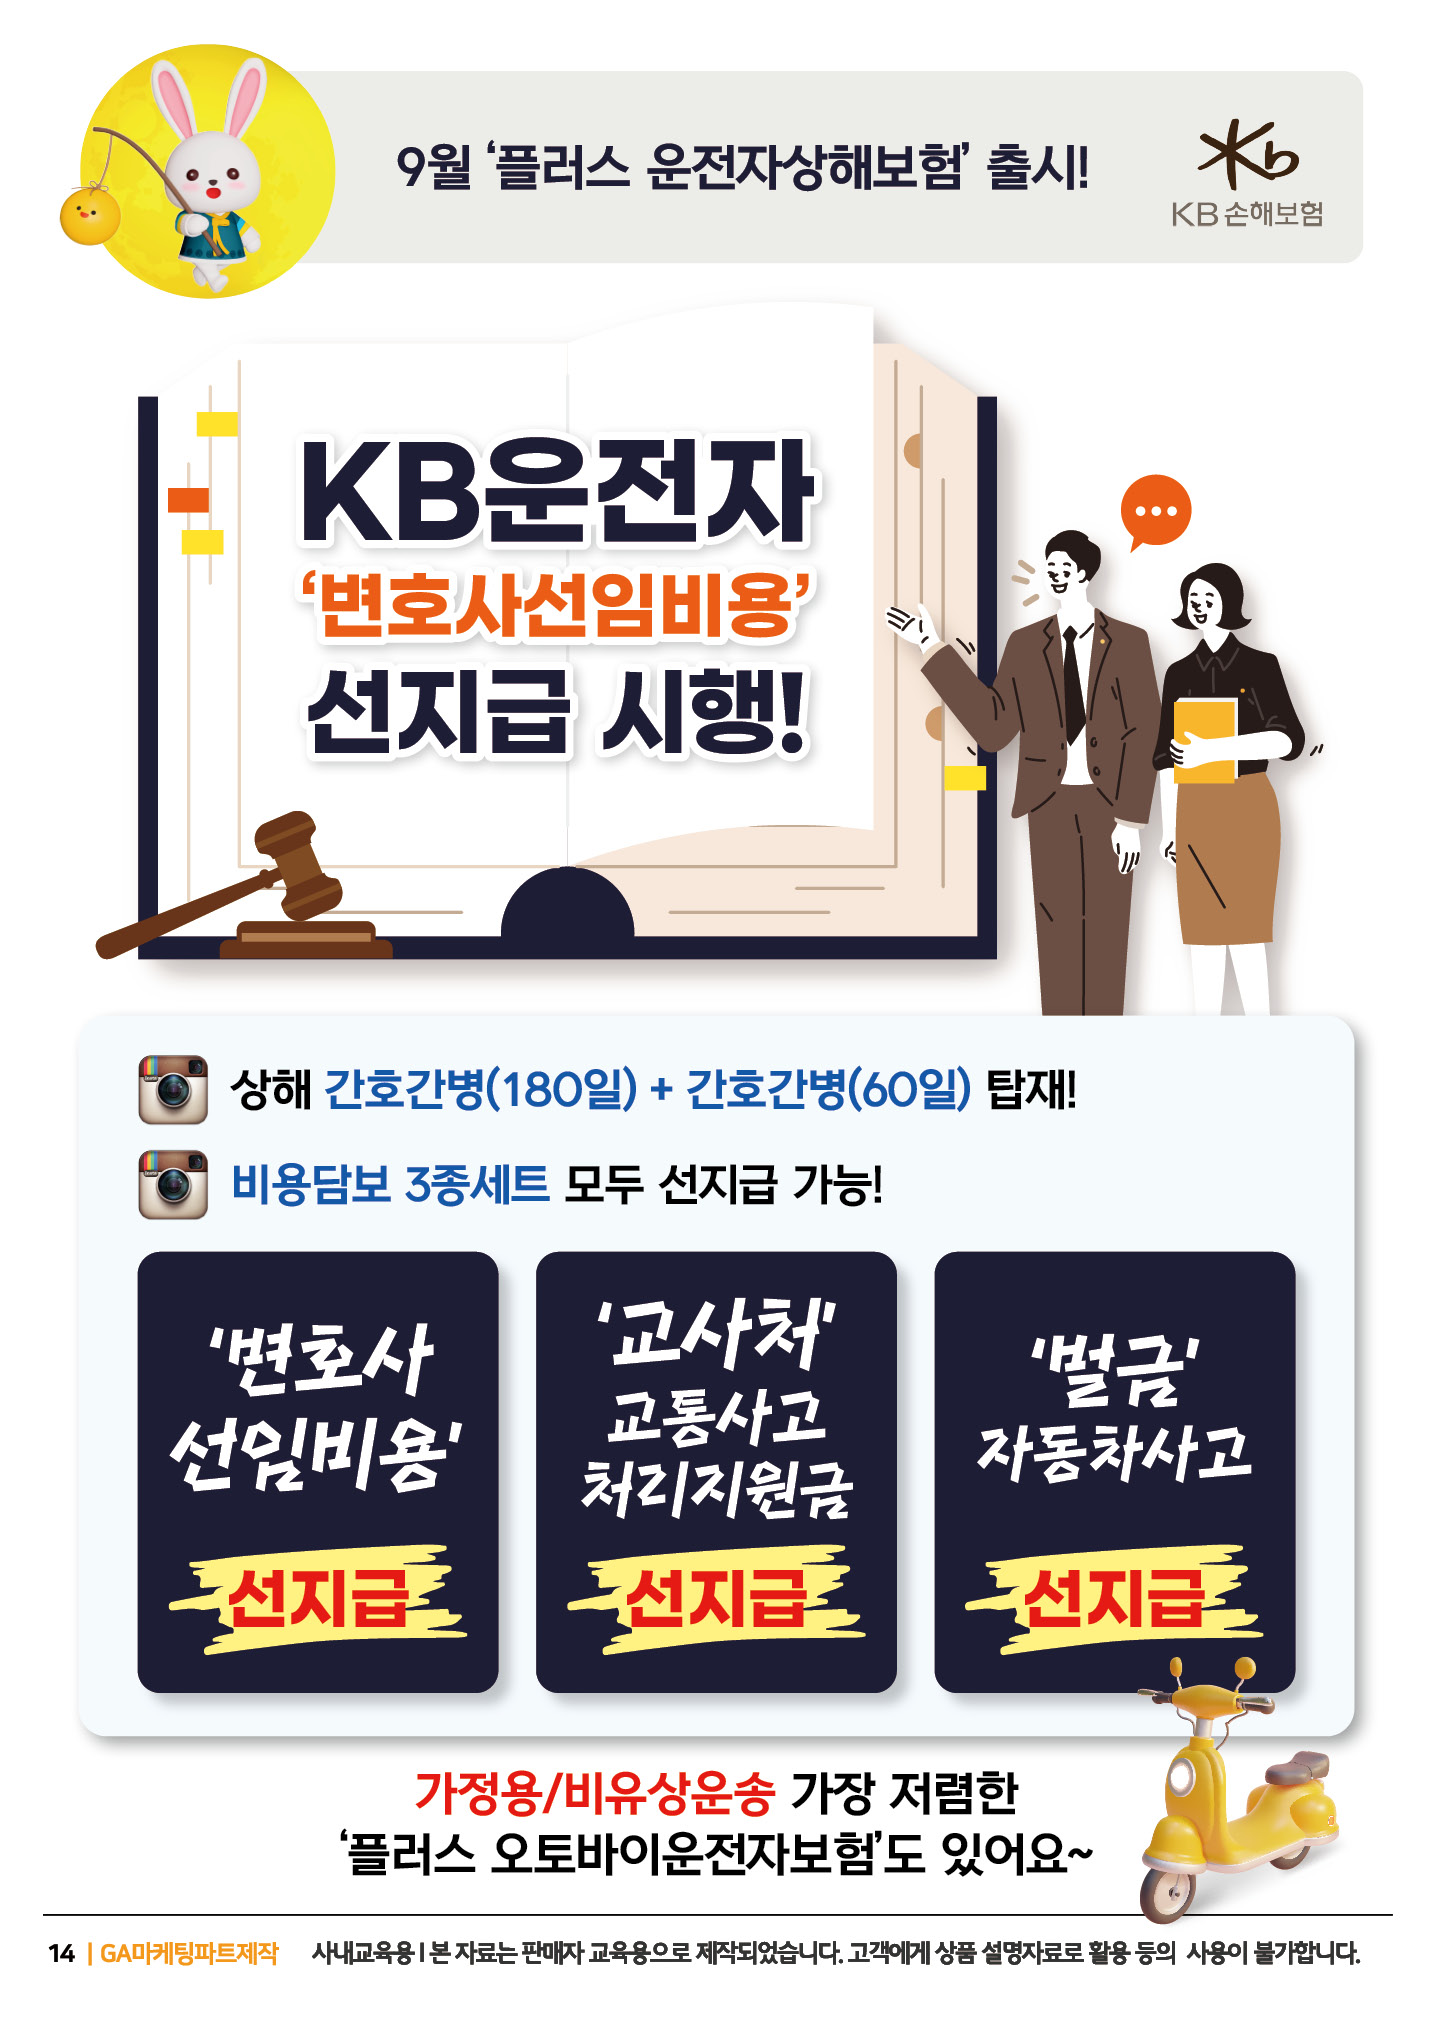 9월 '플러스 운전자상해보험' 출시!
KB 손해보험
KB운전자
'변호사선임비용'
선지급 시행!
상해 간호간병(180일) + 간호간병(60일) 탑재!
비용담보 3종세트 모두 선지급 가능!
'변호사
선임비용'
선지급
'교사처'
교통사고
처리지원금
선지급
'벌금'
자동차사고
선지급
가정용/비유상운송 가장 저렴한
'플러스 오토바이운전자보험'도 있어요~
14 | GA마케팅파트제작 사내교육용 | 본 자료는 판매자 교육용으로 제작되었습니다. 고객에게 상품 설명자료로 활용 등의 사용이 불가합니다.